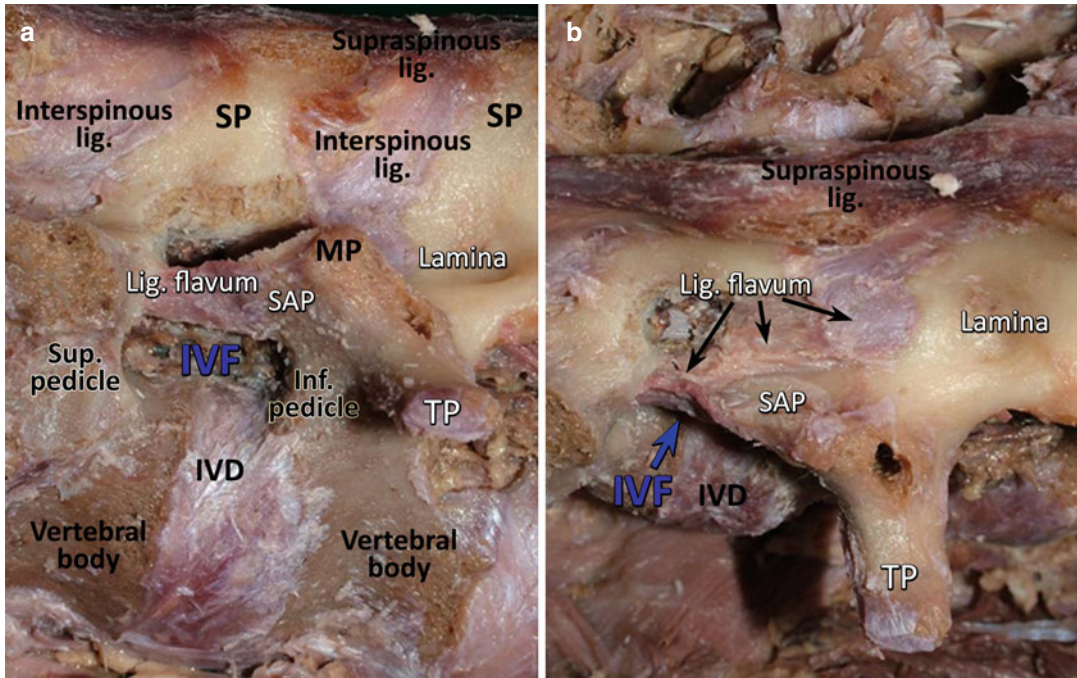 a
Supraspinous
lig.
Interspinous
lig.
SP
SP
Interspinous
lig.
MP
Lamina
Lig. flavum
SAP
Sup.
pedicle
IVF
Inf.
pedicle
TP
IVD
Vertebral
body
Vertebral
body
b
Supraspinous
lig.
Lig. flavum
Lamina
SAP
IVF
IVD
TP